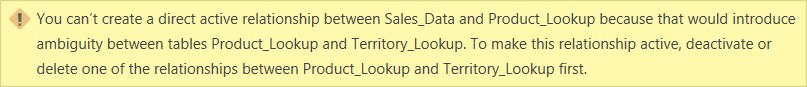 You can't create a direct active relationship between Sales_Data and Product_Lookup because that would introduce
ambiguity between tables Product_Lookup and Territory_Lookup. To make this relationship active, deactivate or
delete one of the relationships between Product_Lookup and Territory_Lookup first.